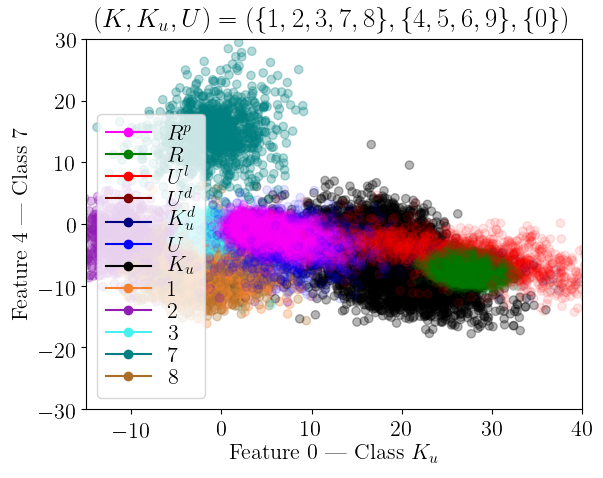 (K, K_u, U) = ({1, 2, 3, 7, 8}, {4, 5, 6, 9}, {0})
30
20
10
0
−10
−20
−30
Feature 4 — Class 7
R^p
R
U^l
U^d
K_u^d
U
K_u
1
2
3
7
8
−10
0
10
20
30
40
Feature 0 — Class K_u